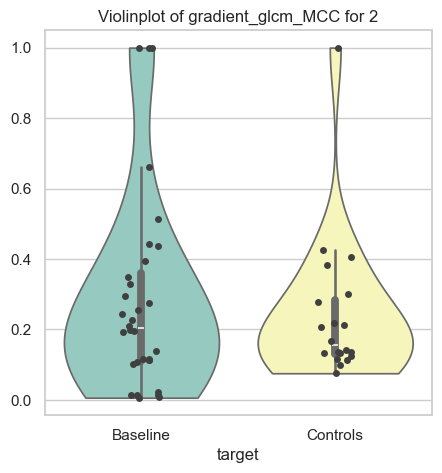 Violinplot of gradient_glcm_MCC for 2
1.0
0.8
0.6
0.4
0.2
0.0
Baseline
Controls
target